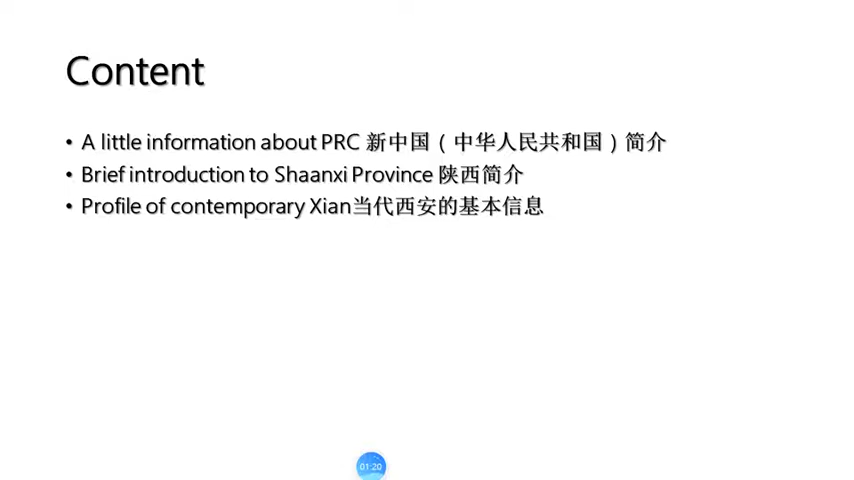 Content
• A little information about PRC 新中国（中华人民共和国）简介
• Brief introduction to Shaanxi Province 陕西简介
• Profile of contemporary Xian当代西安的基本信息
01:20